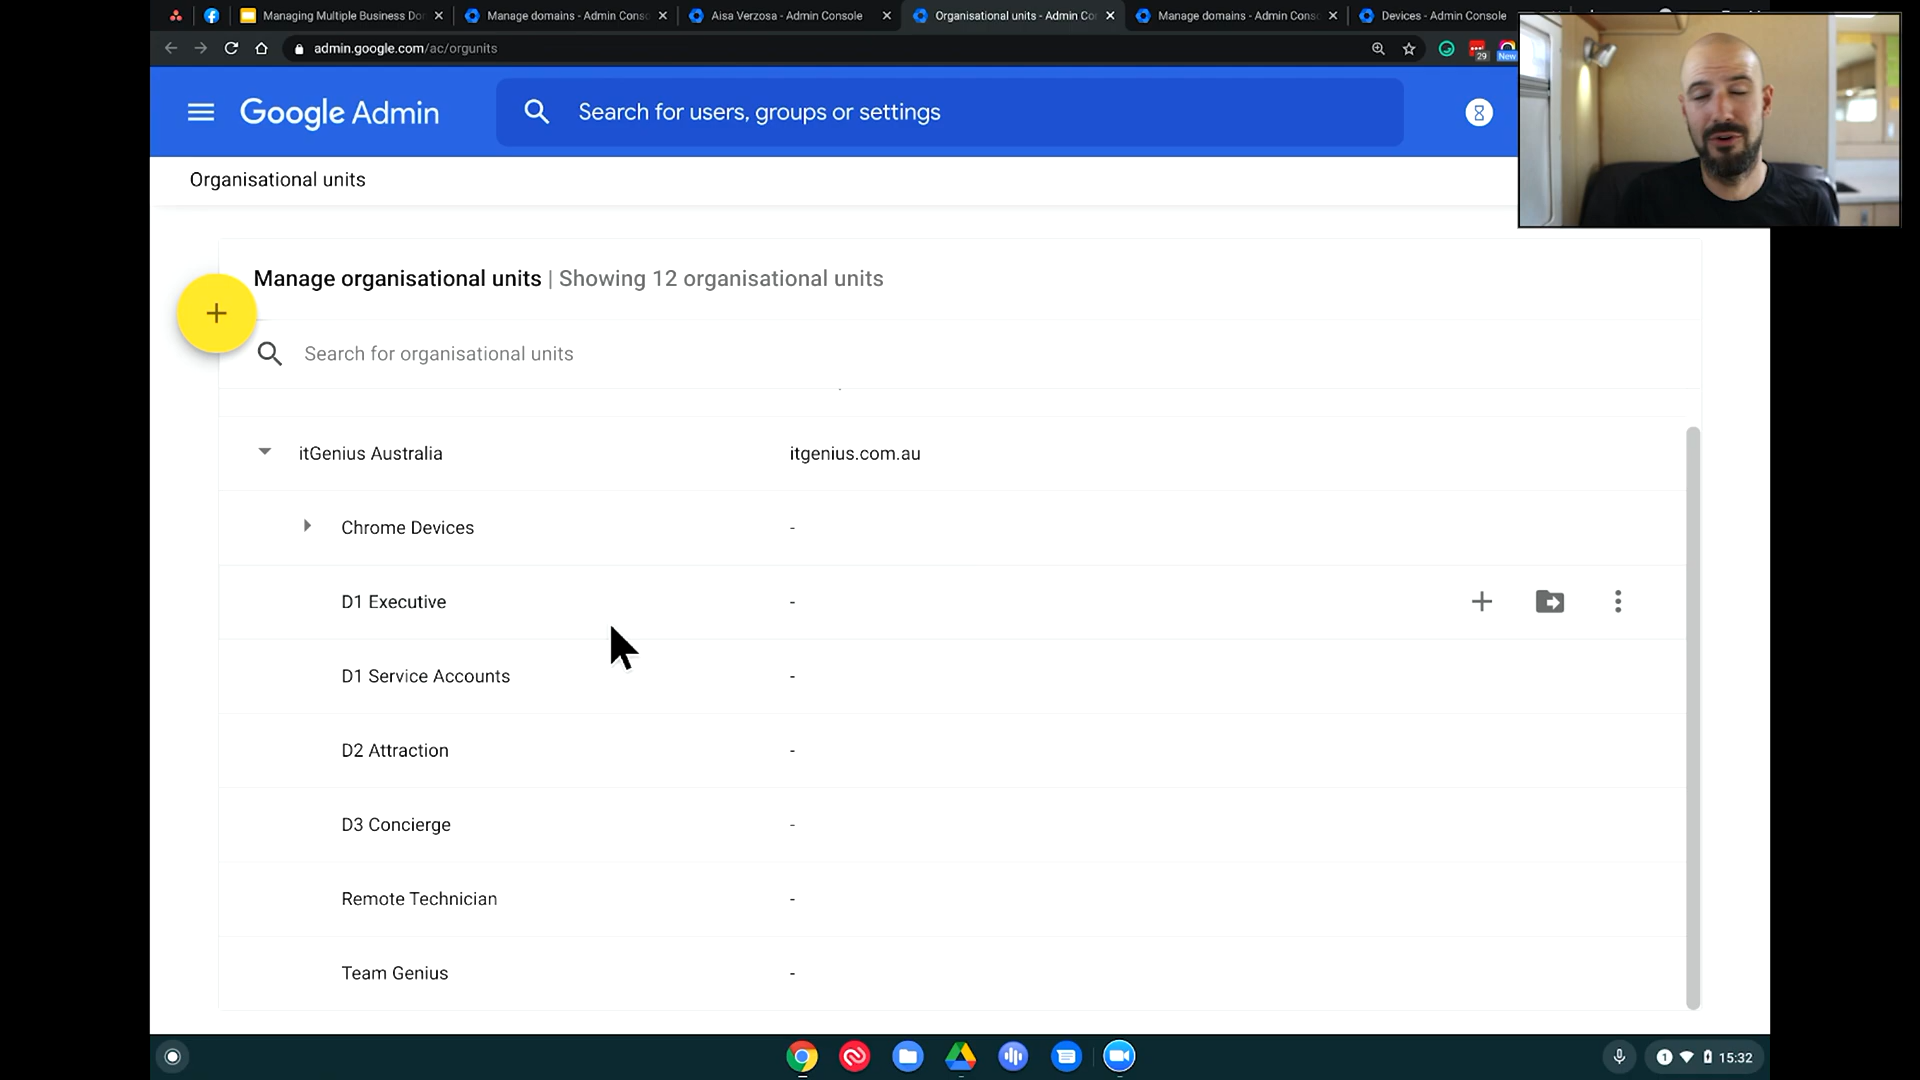 Managing Multiple Business Do
Manage domains - Admin Conso
Aisa Verzosa - Admin Console
Organisational units - Admin Co
Manage domains - Admin Conso
Devices - Admin Console
admin.google.com/ac/orgunits
29
New
Google Admin
Search for users, groups or settings
Organisational units
Manage organisational units | Showing 12 organisational units
Search for organisational units
itGenius Australia
itgenius.com.au
Chrome Devices
-
D1 Executive
-
D1 Service Accounts
-
D2 Attraction
-
D3 Concierge
-
Remote Technician
-
Team Genius
-
1
15:32